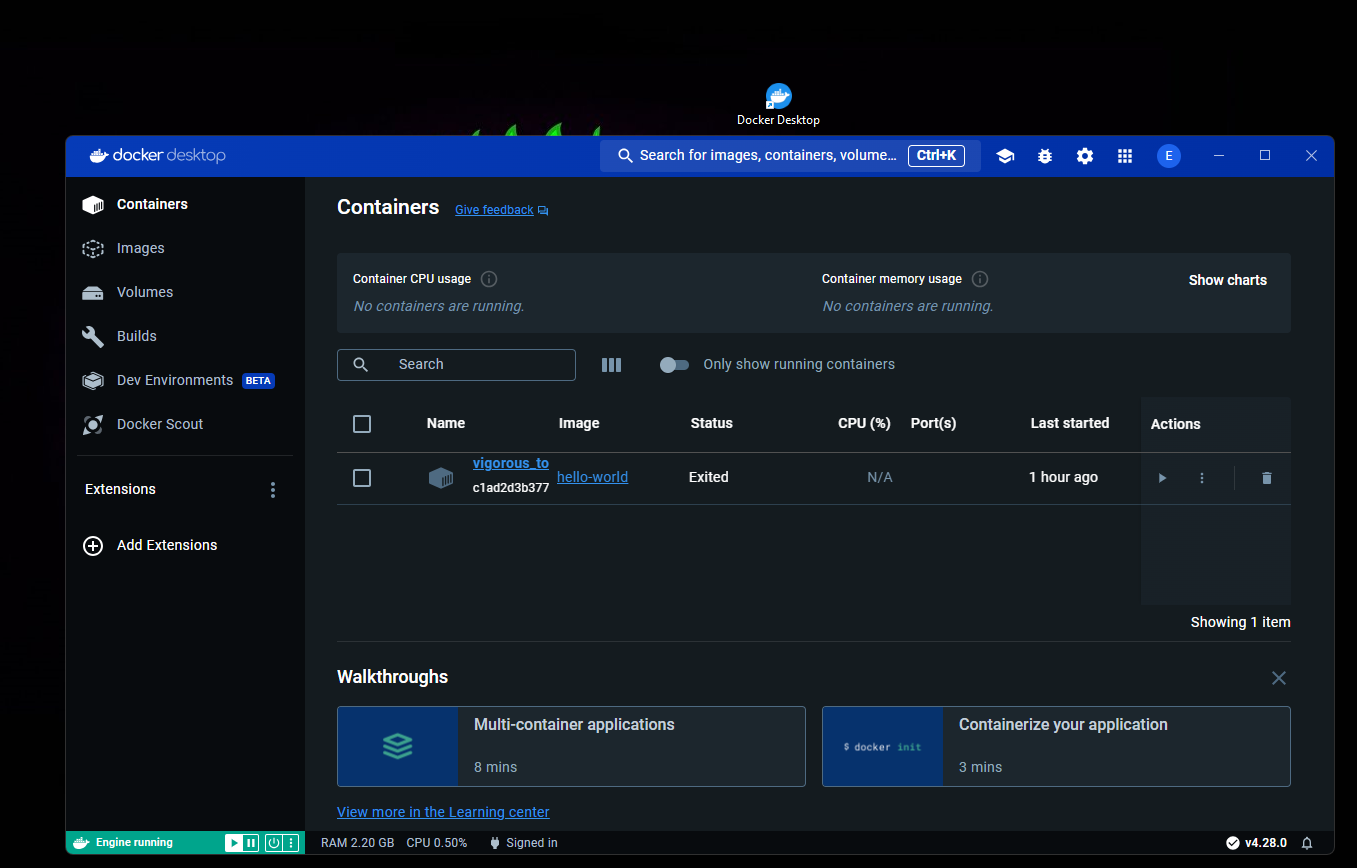 Docker Desktop
docker desktop
Search for images, containers, volume... Ctrl+K
E
Containers
Images
Volumes
Builds
Dev Environments BETA
Docker Scout
Extensions
Add Extensions
Containers Give feedback
Container CPU usage
No containers are running.
Container memory usage
No containers are running.
Show charts
Search
Only show running containers
Name Image Status CPU (%) Port(s) Last started Actions
vigorous_to
c1ad2d3b377
hello-world Exited N/A 1 hour ago
Showing 1 item
Walkthroughs
Multi-container applications
8 mins
$ docker init
Containerize your application
3 mins
View more in the Learning center
Engine running RAM 2.20 GB CPU 0.50% Signed in v4.28.0